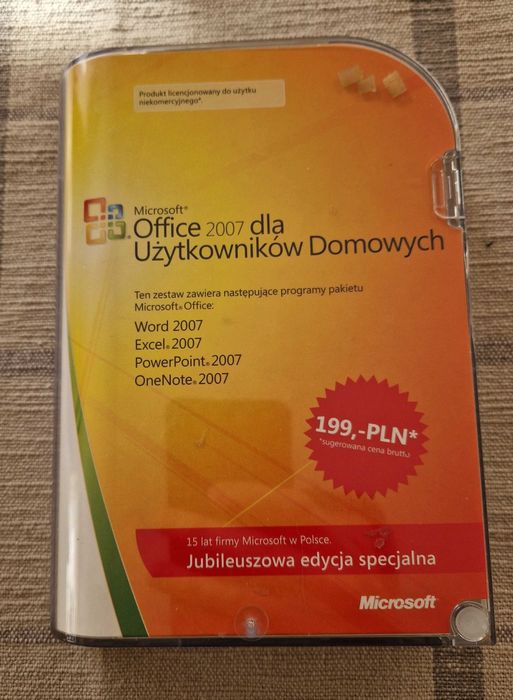 Produkt licencjonowany do użytku
niekomercyjnego*.
Microsoft®
Office 2007 dla
Użytkowników Domowych
Ten zestaw zawiera następujące programy pakietu
Microsoft® Office:
Word 2007
Excel® 2007
PowerPoint® 2007
OneNote® 2007
199,-PLN*
*sugerowana cena brutto
15 lat firmy Microsoft w Polsce.
Jubileuszowa edycja specjalna
Microsoft®